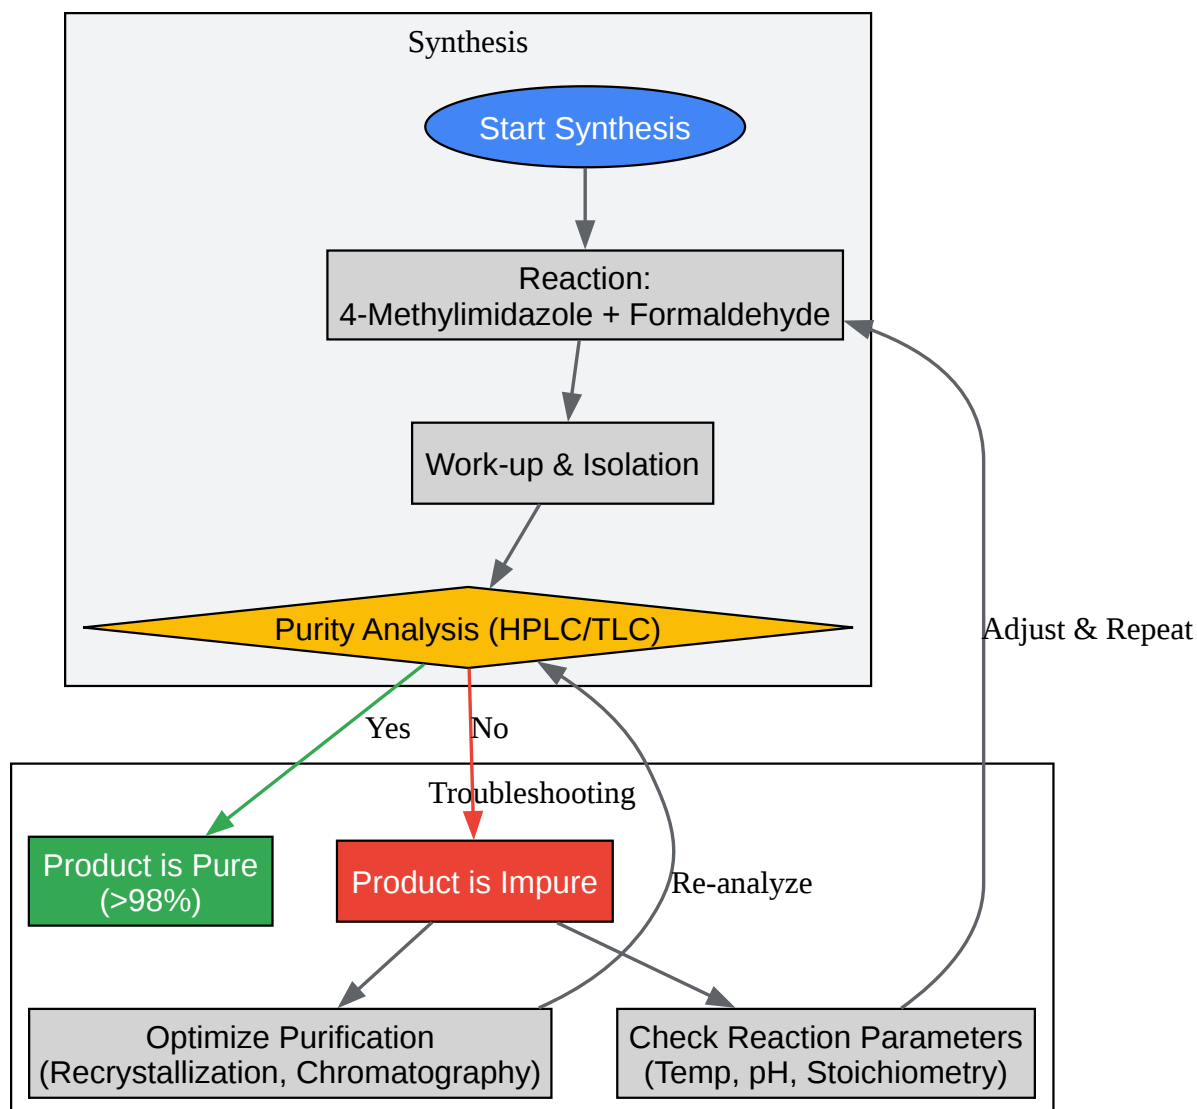 Synthesis
Start Synthesis
Reaction:
4-Methylimidazole + Formaldehyde
Work-up & Isolation
Purity Analysis (HPLC/TLC)
Adjust & Repeat
Yes
No
Troubleshooting
Product is Pure
(>98%)
Product is Impure
Re-analyze
Optimize Purification
(Recrystallization, Chromatography)
Check Reaction Parameters
(Temp, pH, Stoichiometry)